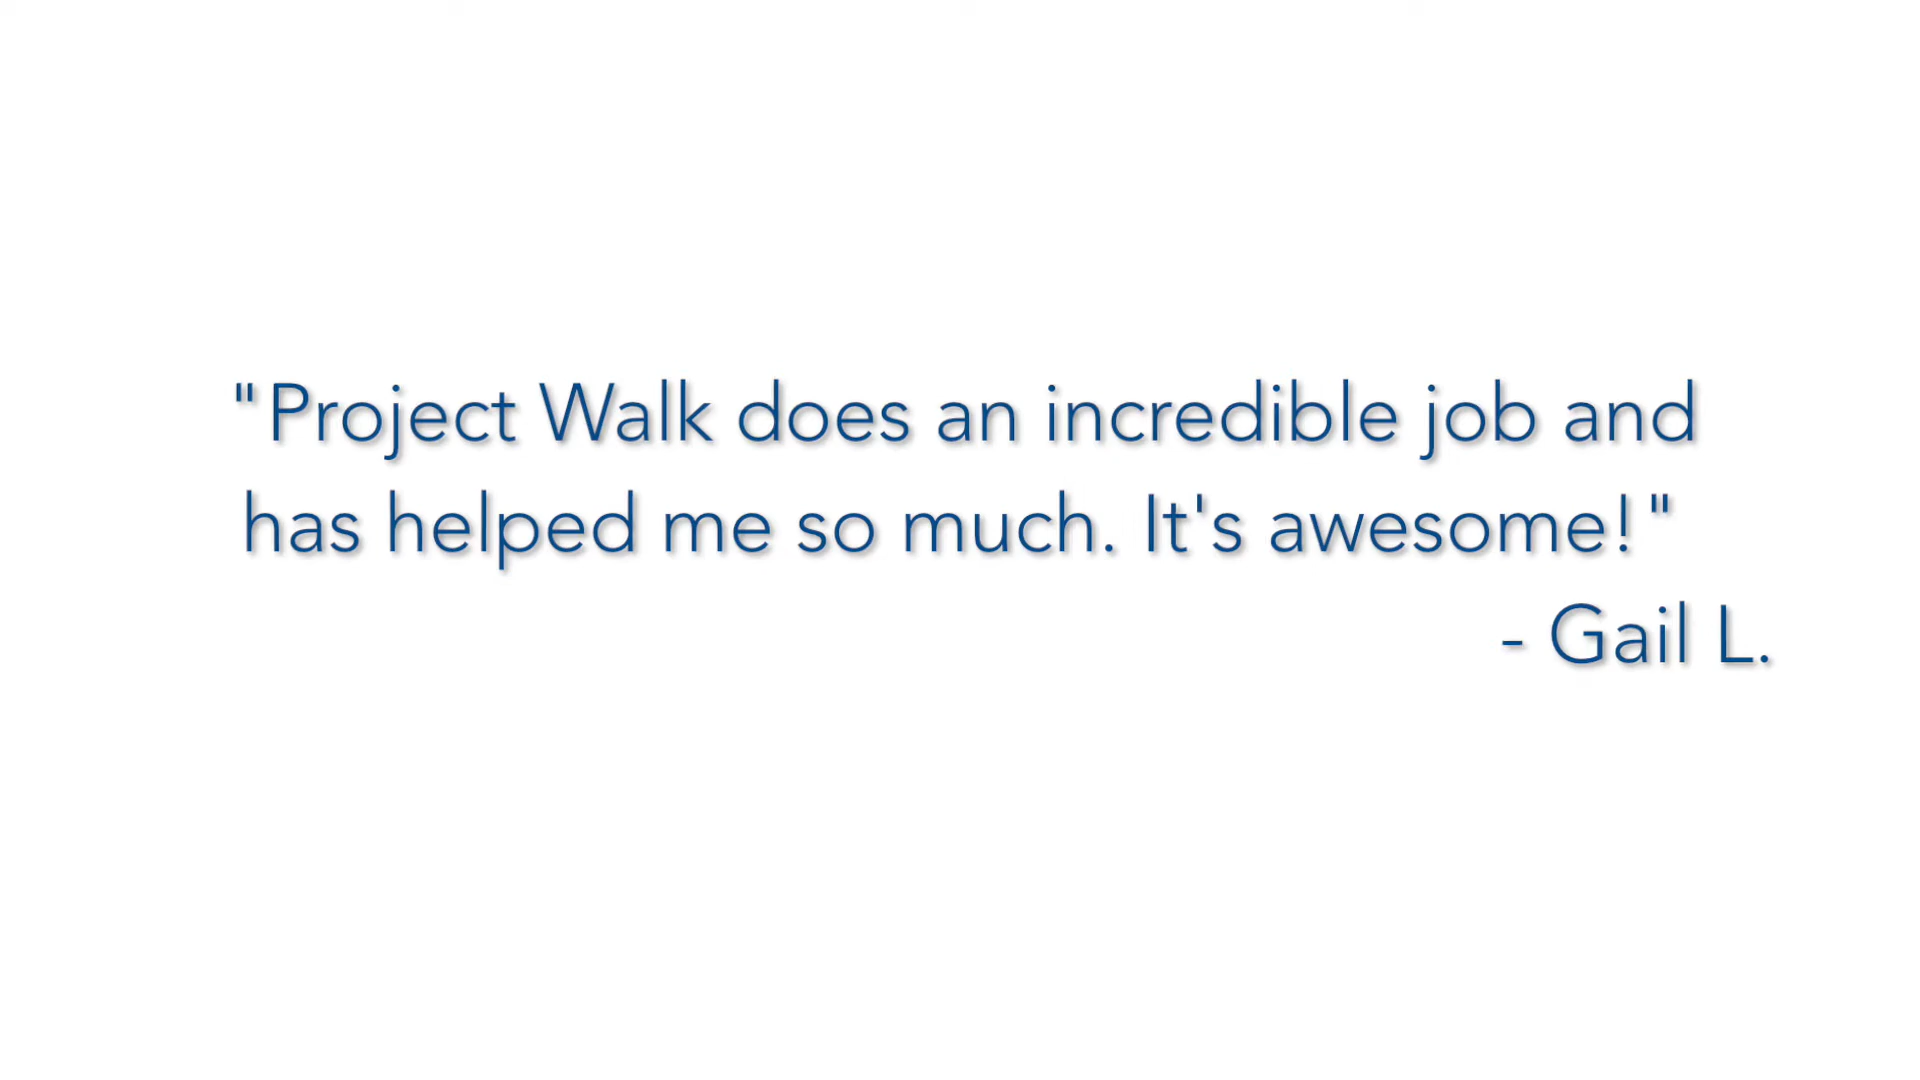 "Project Walk does an incredible job and
has helped me so much. It's awesome!"
- Gail L.